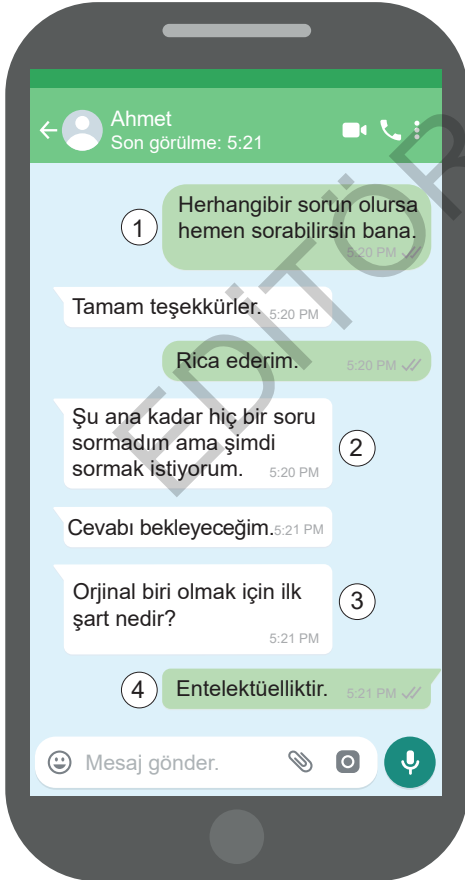 Ahmet
Son görülme: 5:21
Herhangibir sorun olursa
1 hemen sorabilirsin bana.
5:20 PM
Tamam teşekkürler. 5:20 PM
Rica ederim. 5:20 PM
Şu ana kadar hiç bir soru
sormadım ama şimdi 2
sormak istiyorum. 5:20 PM
Cevabı bekleyeceğim. 5:21 PM
Orjinal biri olmak için ilk 3
şart nedir?
5:21 PM
4 Entelektüelliktir. 5:21 PM
Mesaj gönder.
EDİTÖR